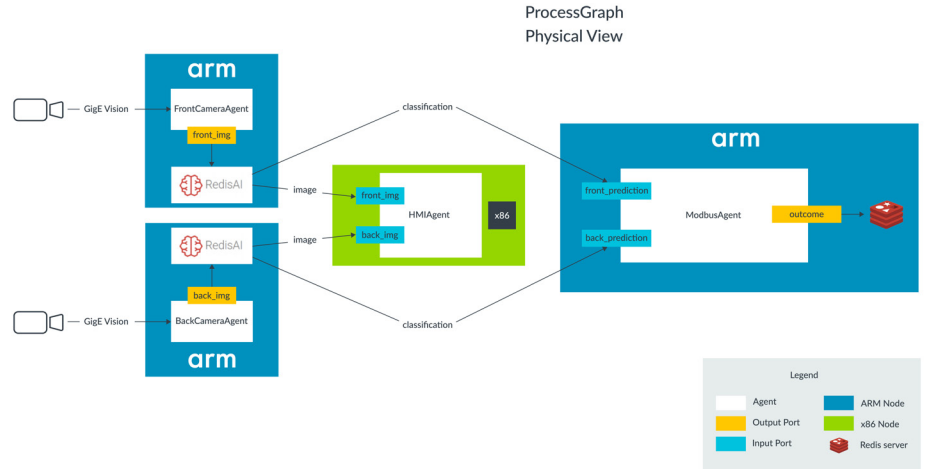 ProcessGraph
Physical View
arm
GigE Vision
FrontCameraAgent
front_img
RedisAI
classification
image
front_img
HMIAgent
x86
back_img
image
arm
front_prediction
ModbusAgent
outcome
back_prediction
RedisAI
back_img
GigE Vision
BackCameraAgent
arm
classification
Legend
Agent
ARM Node
Output Port
x86 Node
Input Port
Redis server